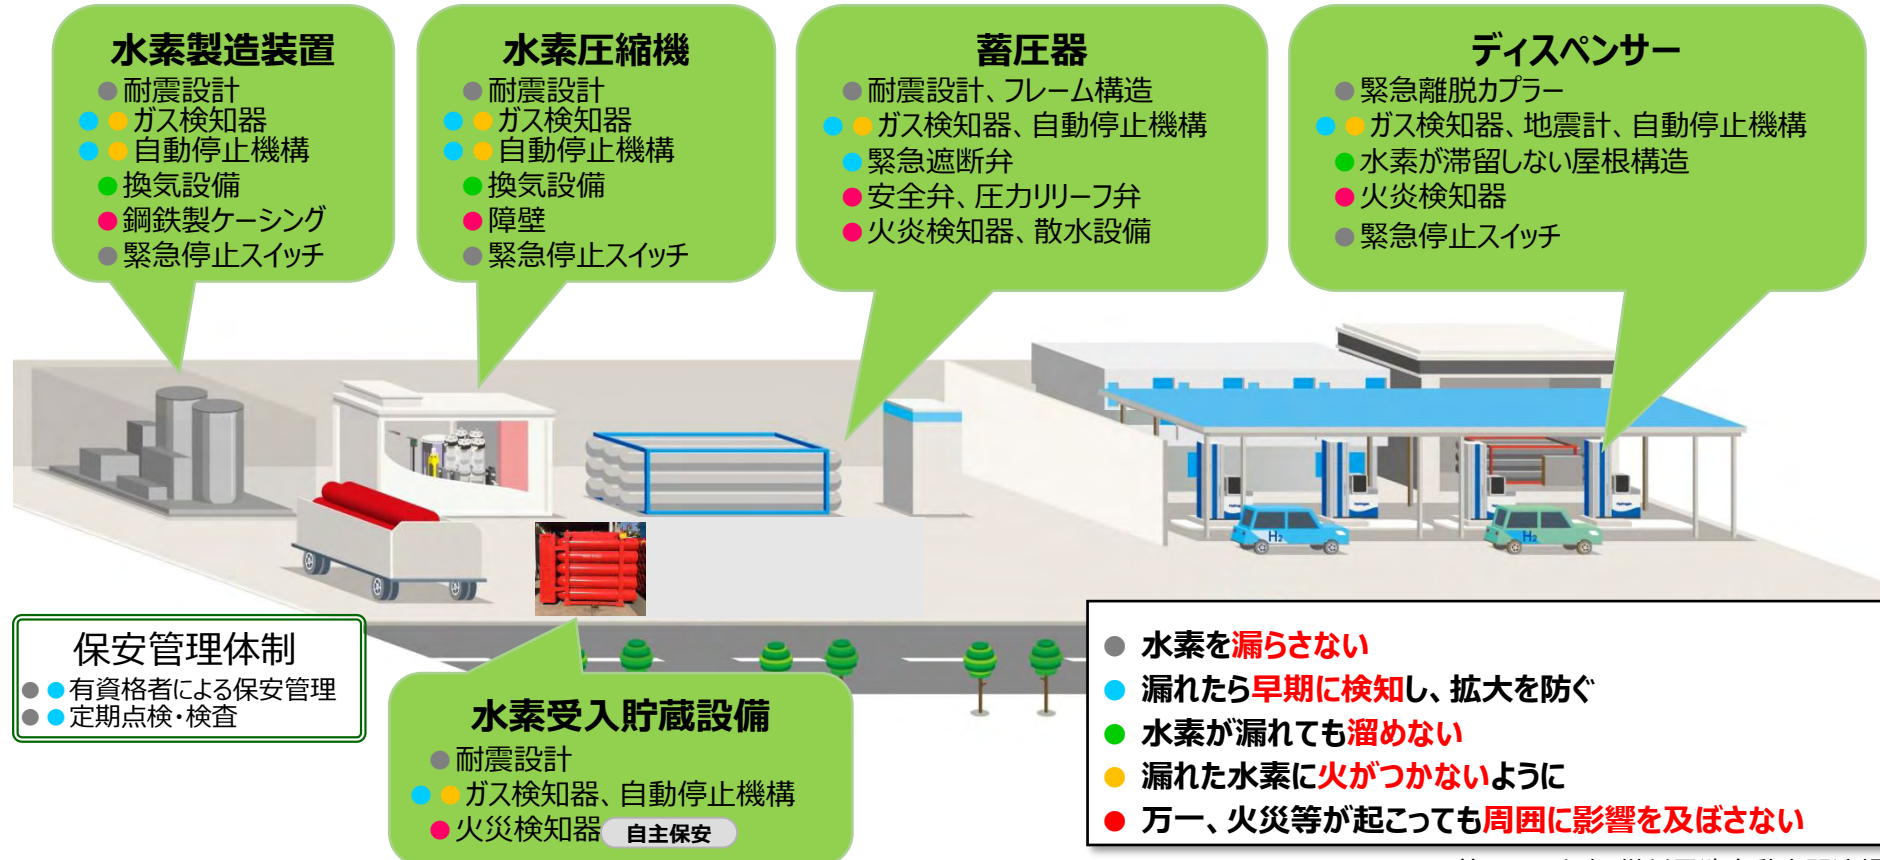 水素製造装置
耐震設計
ガス検知器
自動停止機構
換気設備
鋼鉄製ケーシング
緊急停止スイッチ
水素圧縮機
耐震設計
ガス検知器
自動停止機構
換気設備
障壁
緊急停止スイッチ
蓄圧器
耐震設計、フレーム構造
ガス検知器、自動停止機構
緊急遮断弁
安全弁、圧力リリーフ弁
火炎検知器、散水設備
ディスペンサー
緊急離脱カプラー
ガス検知器、地震計、自動停止機構
水素が滞留しない屋根構造
火炎検知器
緊急停止スイッチ
H2
H2
保安管理体制
有資格者による保安管理
定期点検・検査
水素受入貯蔵設備
耐震設計
ガス検知器、自動停止機構
火災検知器 自主保安
水素を漏らさない
漏れたら早期に検知し、拡大を防ぐ
水素が漏れても溜めない
漏れた水素に火がつかないように
万一、火災等が起こっても周囲に影響を及ぼさない